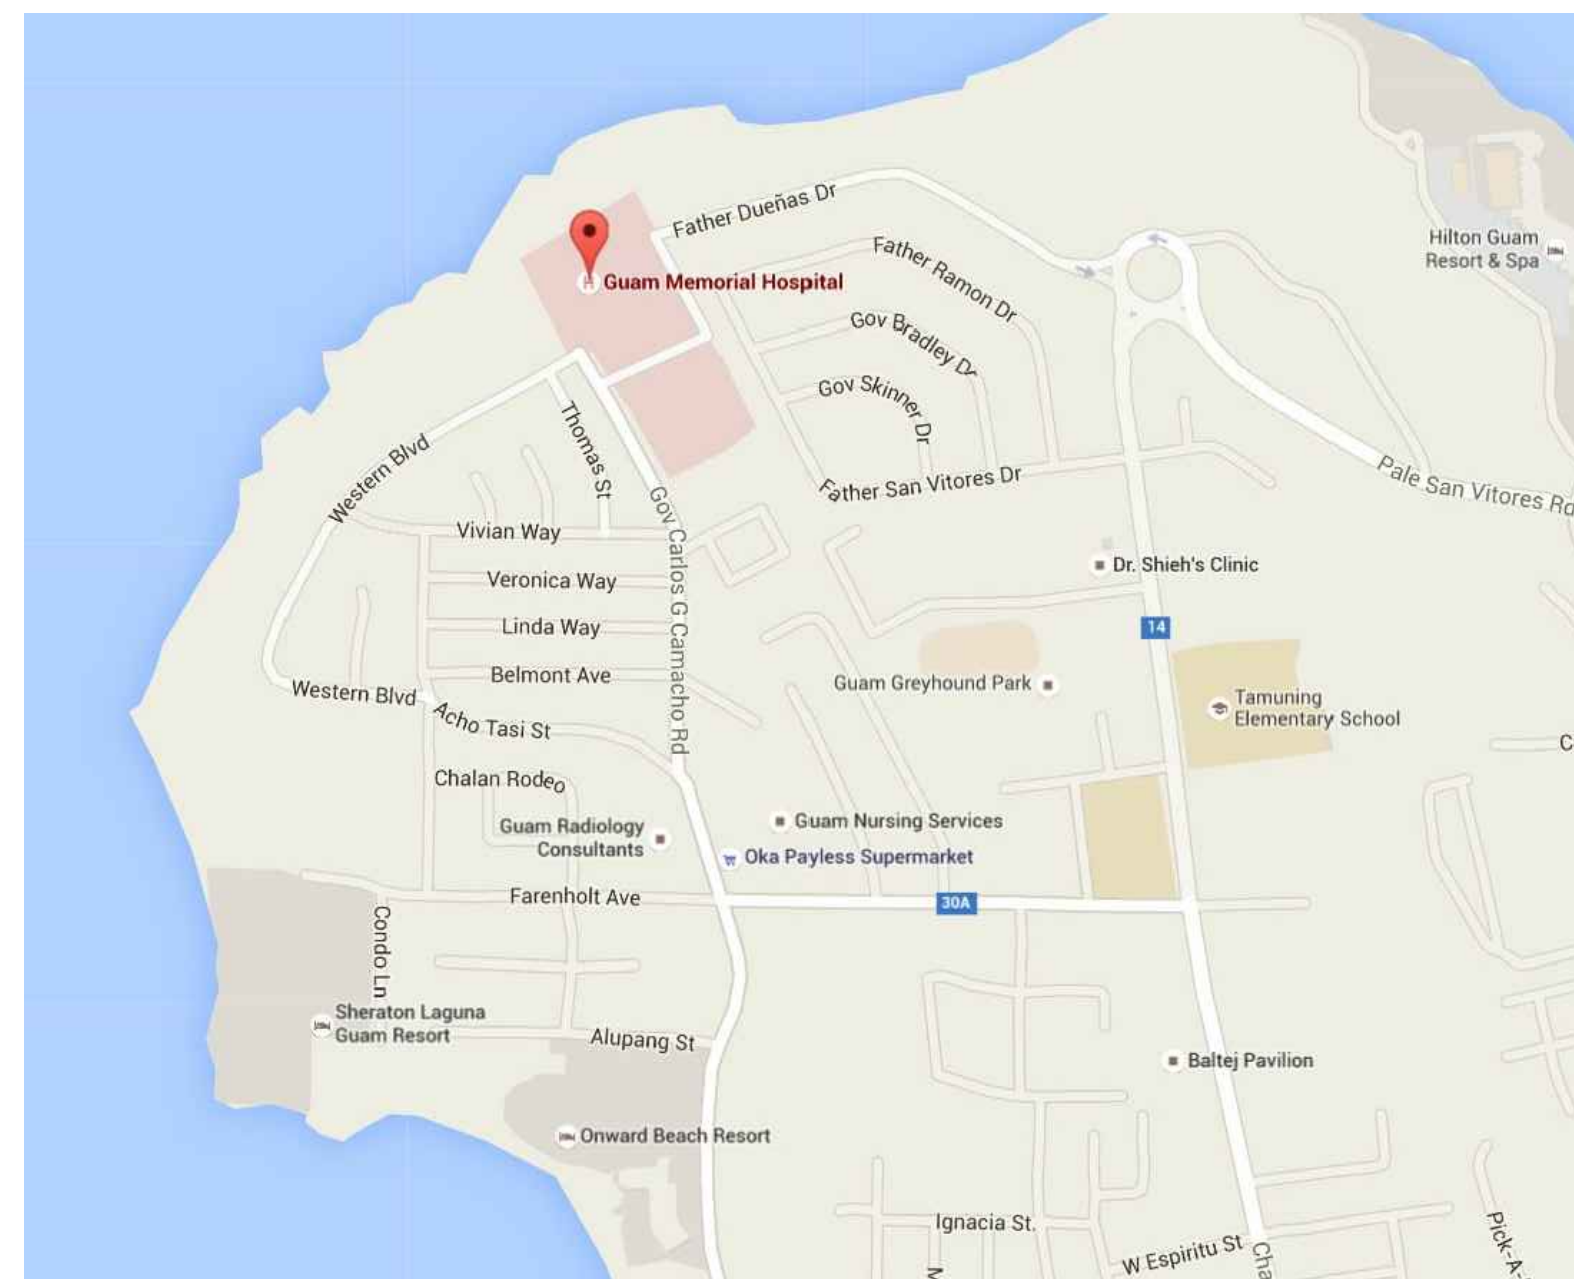 Father Dueñas Dr
Hilton Guam
Resort & Spa
Father Ramon Dr
Guam Memorial Hospital
H
Gov Bradley Dr
Gov Skinner Dr
Thomas St
Western Blvd
Pale San Vitores Rd
Father San Vitores Dr
Gov Carlos G Camacho Rd
Vivian Way
Dr. Shieh's Clinic
Veronica Way
Linda Way
14
Belmont Ave
Guam Greyhound Park
Western Blvd
Tamuning
Elementary School
Acho Tasi St
C
Chalan Rodeo
Guam Radiology
Consultants
Guam Nursing Services
Oka Payless Supermarket
Farenholt Ave
30A
Condo Ln
Sheraton Laguna
Guam Resort
Alupang St
Baltej Pavilion
Onward Beach Resort
Ignacia St.
W Espiritu St
Cha
Pick-A-